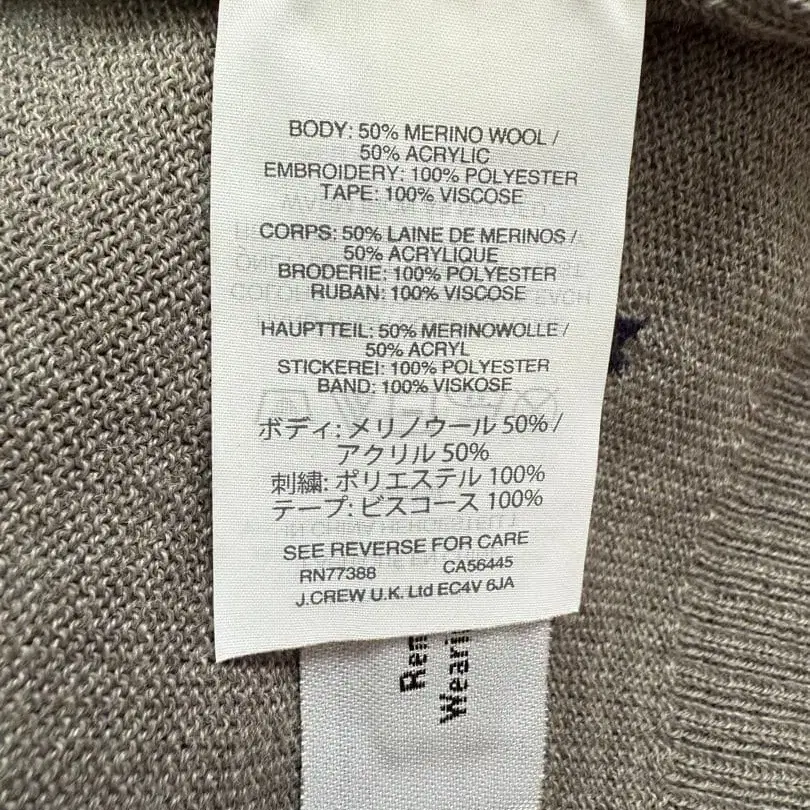 BODY: 50% MERINO WOOL /
50% ACRYLIC
EMBROIDERY: 100% POLYESTER
TAPE: 100% VISCOSE
CORPS: 50% LAINE DE MERINOS /
50% ACRYLIQUE
BRODERIE: 100% POLYESTER
RUBAN: 100% VISCOSE
HAUPTTEIL: 50% MERINOWOLLE /
50% ACRYL
STICKEREI: 100% POLYESTER
BAND: 100% VISKOSE
ボディ: メリノウール 50% /
アクリル 50%
刺繍: ポリエステル 100%
テープ: ビスコース 100%
SEE REVERSE FOR CARE
RN77388 CA56445
J.CREW U.K. Ltd EC4V 6JA